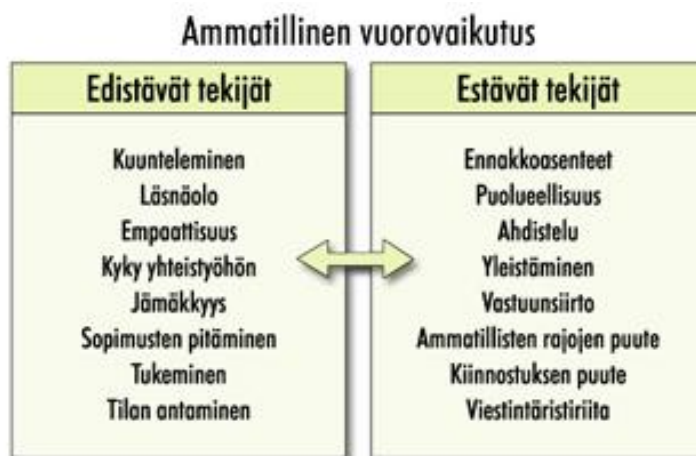 Ammatillinen vuorovaikutus
Edistävät tekijät
Kuunteleminen
Läsnäolo
Empaattisuus
Kyky yhteistyöhön
Jämäkkyys
Sopimusten pitäminen
Tukeminen
Tilan antaminen
Estävät tekijät
Ennakkoasenteet
Puolueellisuus
Ahdistelu
Yleistäminen
Vastuunsiirto
Ammatillisten rajojen puute
Kiinnostuksen puute
Viestintäristiriita